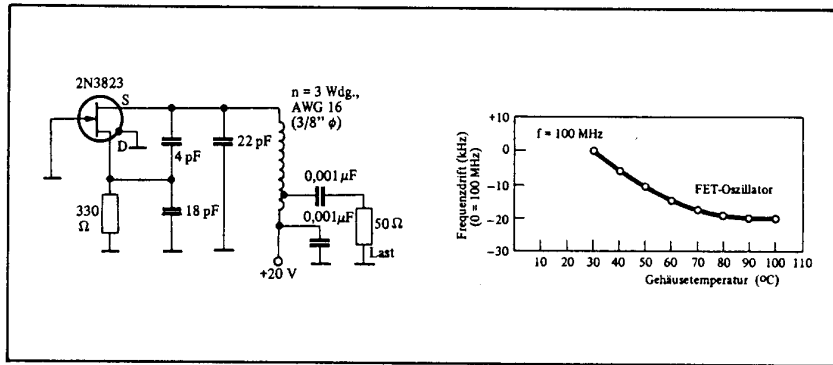 2N3823
S
D
n = 3 Wdg.,
AWG 16
(3/8" ϕ)
4 pF
22 pF
0,001 µF
330
Ω
18 pF
0,001µF
50 Ω
Last
+20 V
+10
0
−10
−20
−30
Frequenzdrift (kHz)
(0 = 100 MHz)
f = 100 MHz
FET-Oszillator
10 20 30 40 50 60 70 80 90 100 110
Gehäusetemperatur (°C)